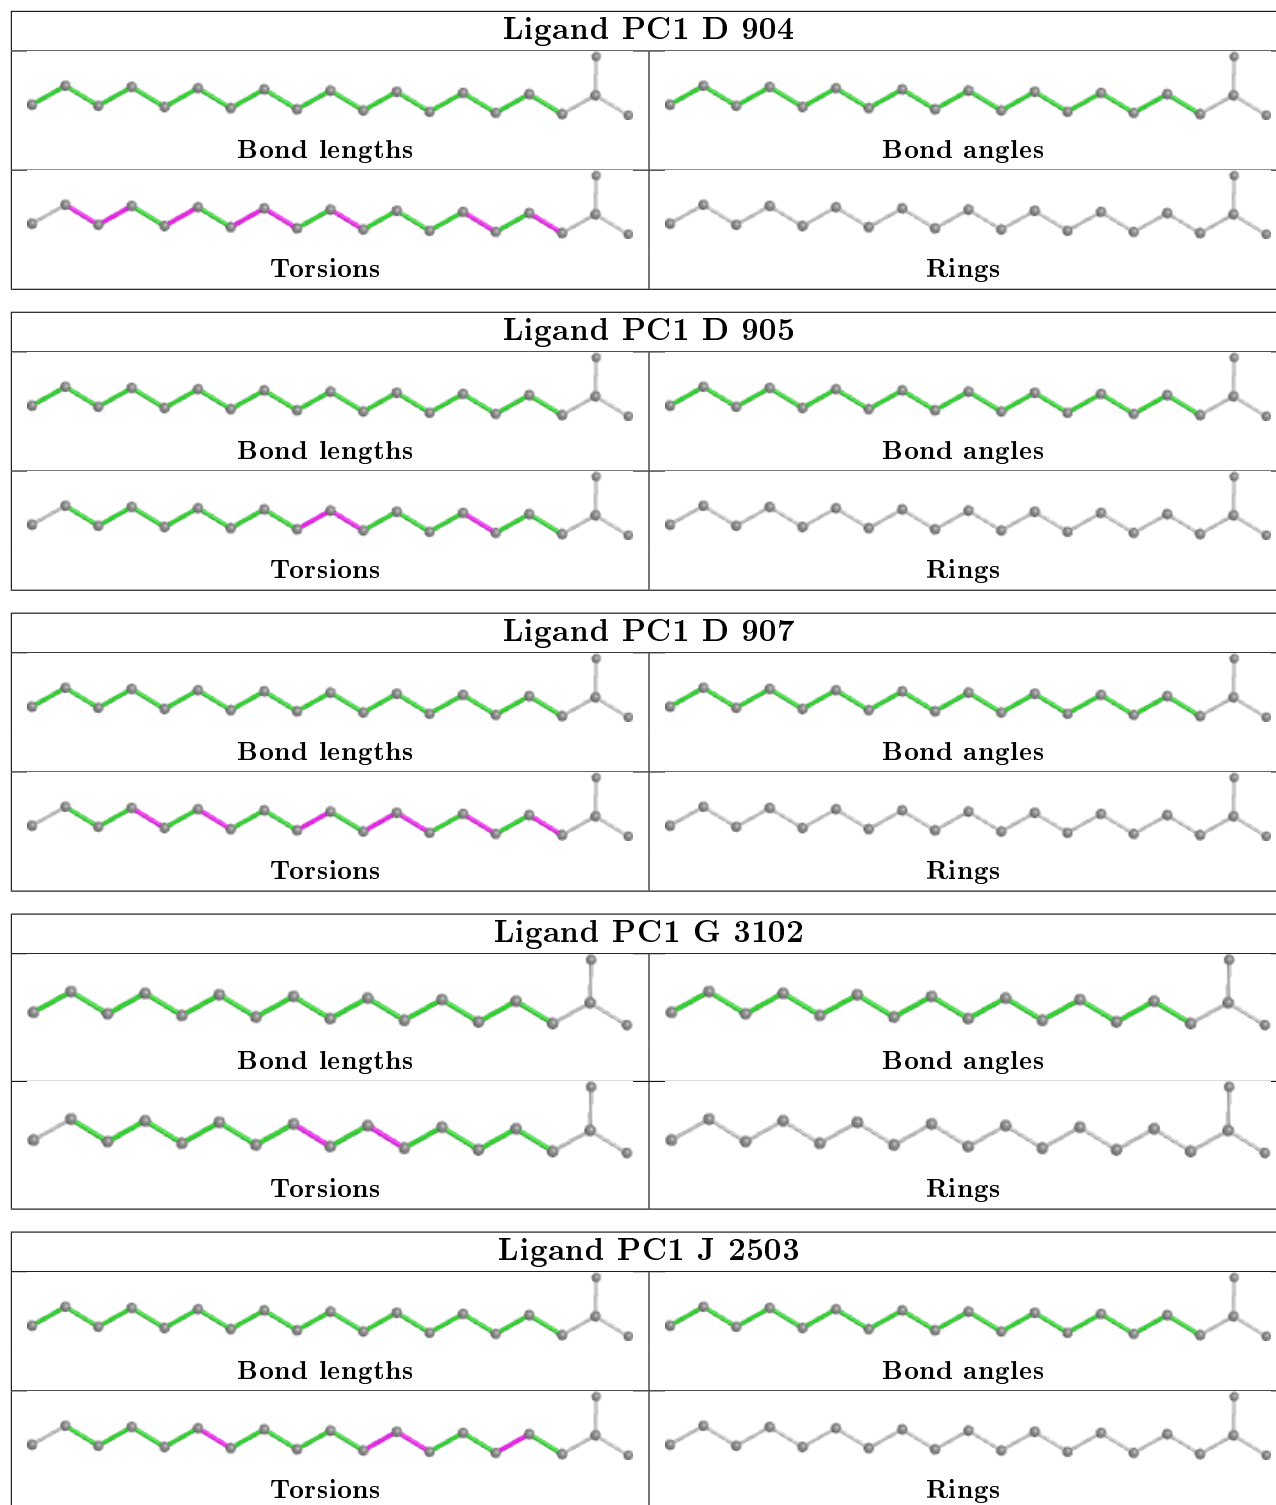 Ligand PC1 D 904
Bond lengths
Bond angles
Torsions
Rings
Ligand PC1 D 905
Bond lengths
Bond angles
Torsions
Rings
Ligand PC1 D 907
Bond lengths
Bond angles
Torsions
Rings
Ligand PC1 G 3102
Bond lengths
Bond angles
Torsions
Rings
Ligand PC1 J 2503
Bond lengths
Bond angles
Torsions
Rings